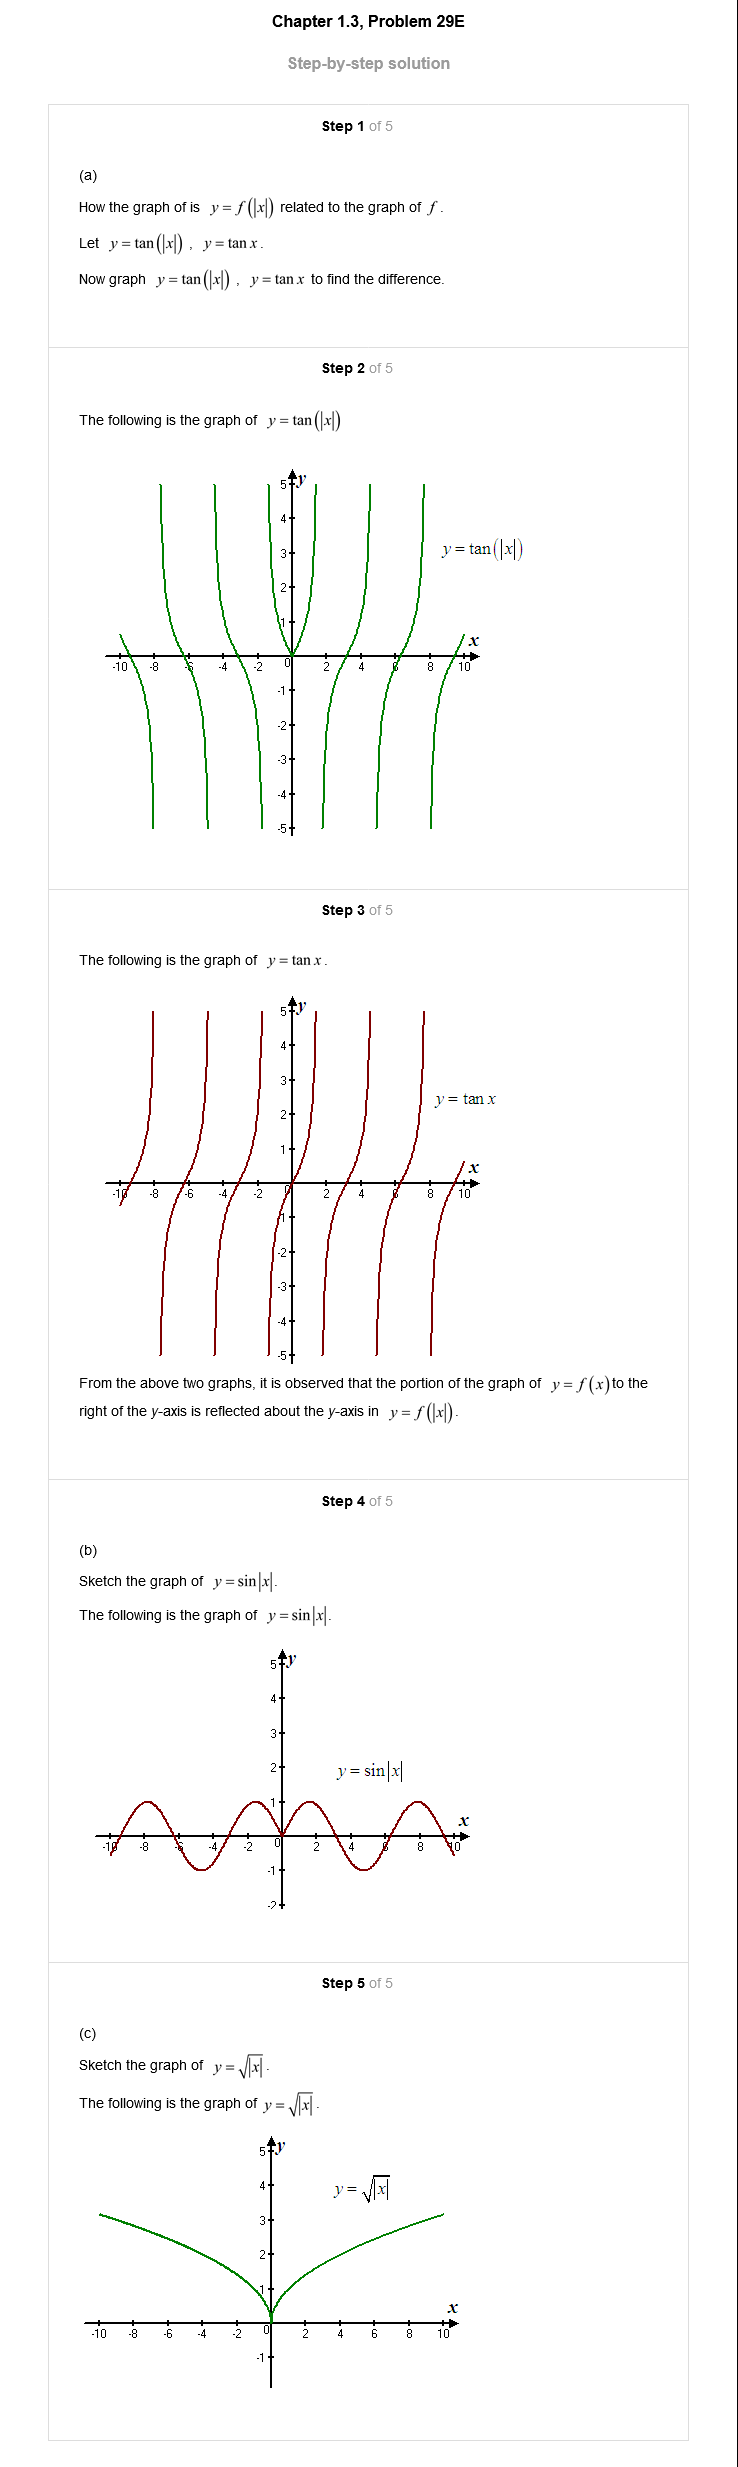 Chapter 1.3, Problem 29E
Step-by-step solution
Step 1 of 5
(a)
How the graph of is y = f(|x|) related to the graph of f .
Let y = tan(|x|) , y = tan x .
Now graph y = tan(|x|) , y = tan x to find the difference.
Step 2 of 5
The following is the graph of y = tan(|x|)
y
5
4
3
2
1
y = tan(|x|)
x
-10 -8 -6 -4 -2 0 2 4 6 8 10
-1
-2
-3
-4
-5
Step 3 of 5
The following is the graph of y = tan x .
y
5
4
3
2
1
y = tan x
x
-10 -8 -6 -4 -2 0 2 4 6 8 10
-1
-2
-3
-4
-5
From the above two graphs, it is observed that the portion of the graph of y = f(x) to the
right of the y-axis is reflected about the y-axis in y = f(|x|) .
Step 4 of 5
(b)
Sketch the graph of y = sin|x| .
The following is the graph of y = sin|x| .
y
5
4
3
2
1
y = sin|x|
x
-10 -8 -6 -4 -2 0 2 4 6 8 10
-1
-2
Step 5 of 5
(c)
Sketch the graph of y = √|x| .
The following is the graph of y = √|x| .
y
5
4
3
2
1
y = √|x|
x
-10 -8 -6 -4 -2 0 2 4 6 8 10
-1